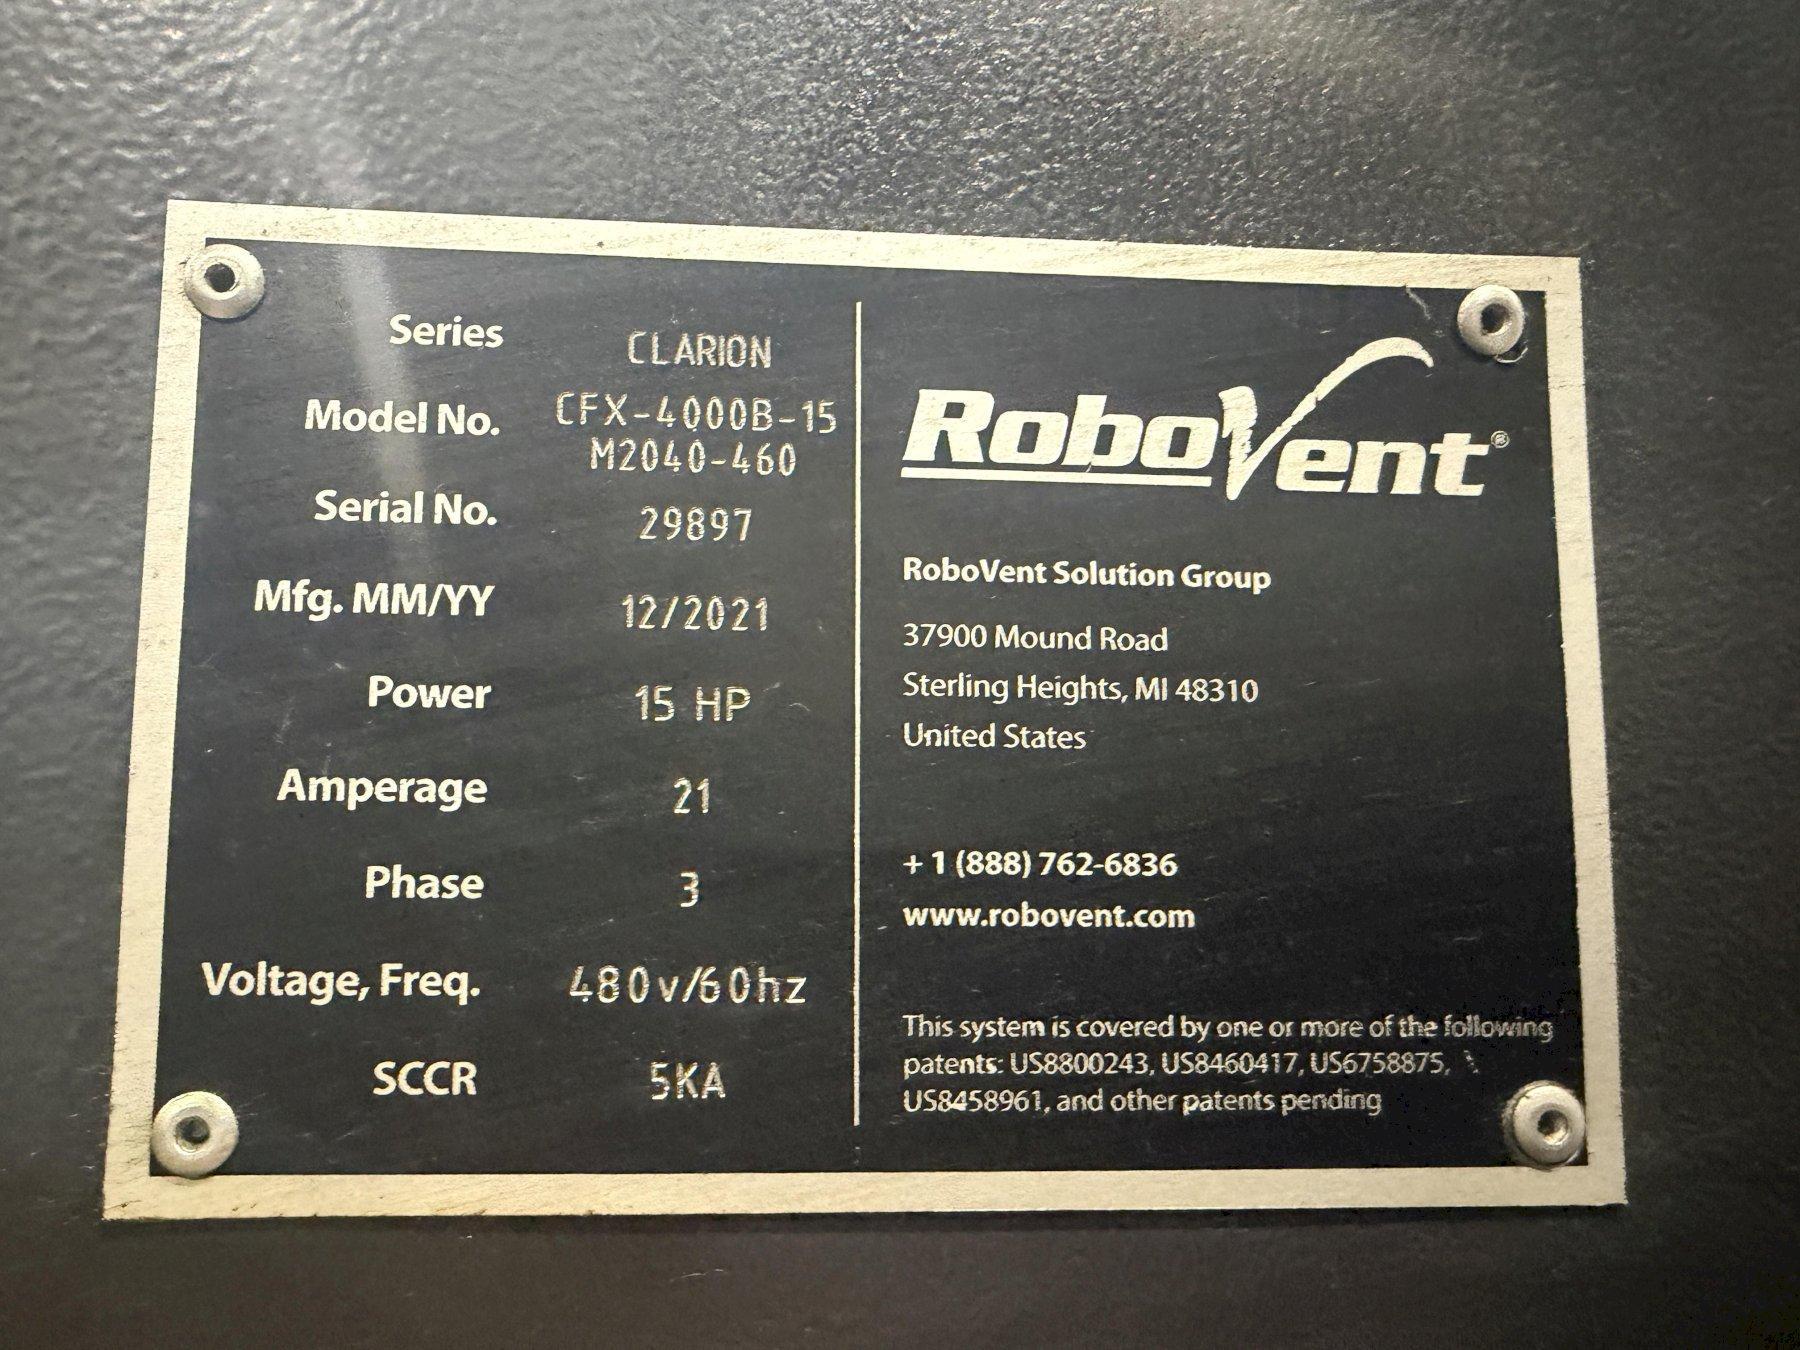 Series CLARION
Model No. CFX-4000B-15
M2040-460
Serial No. 29897
Mfg. MM/YY 12/2021
Power 15 HP
Amperage 21
Phase 3
Voltage, Freq. 480v/60hz
SCCR 5KA
RoboVent®
RoboVent Solution Group
37900 Mound Road
Sterling Heights, MI 48310
United States
+ 1 (888) 762-6836
www.robovent.com
This system is covered by one or more of the following
patents: US8800243, US8460417, US6758875,
US8458961, and other patents pending